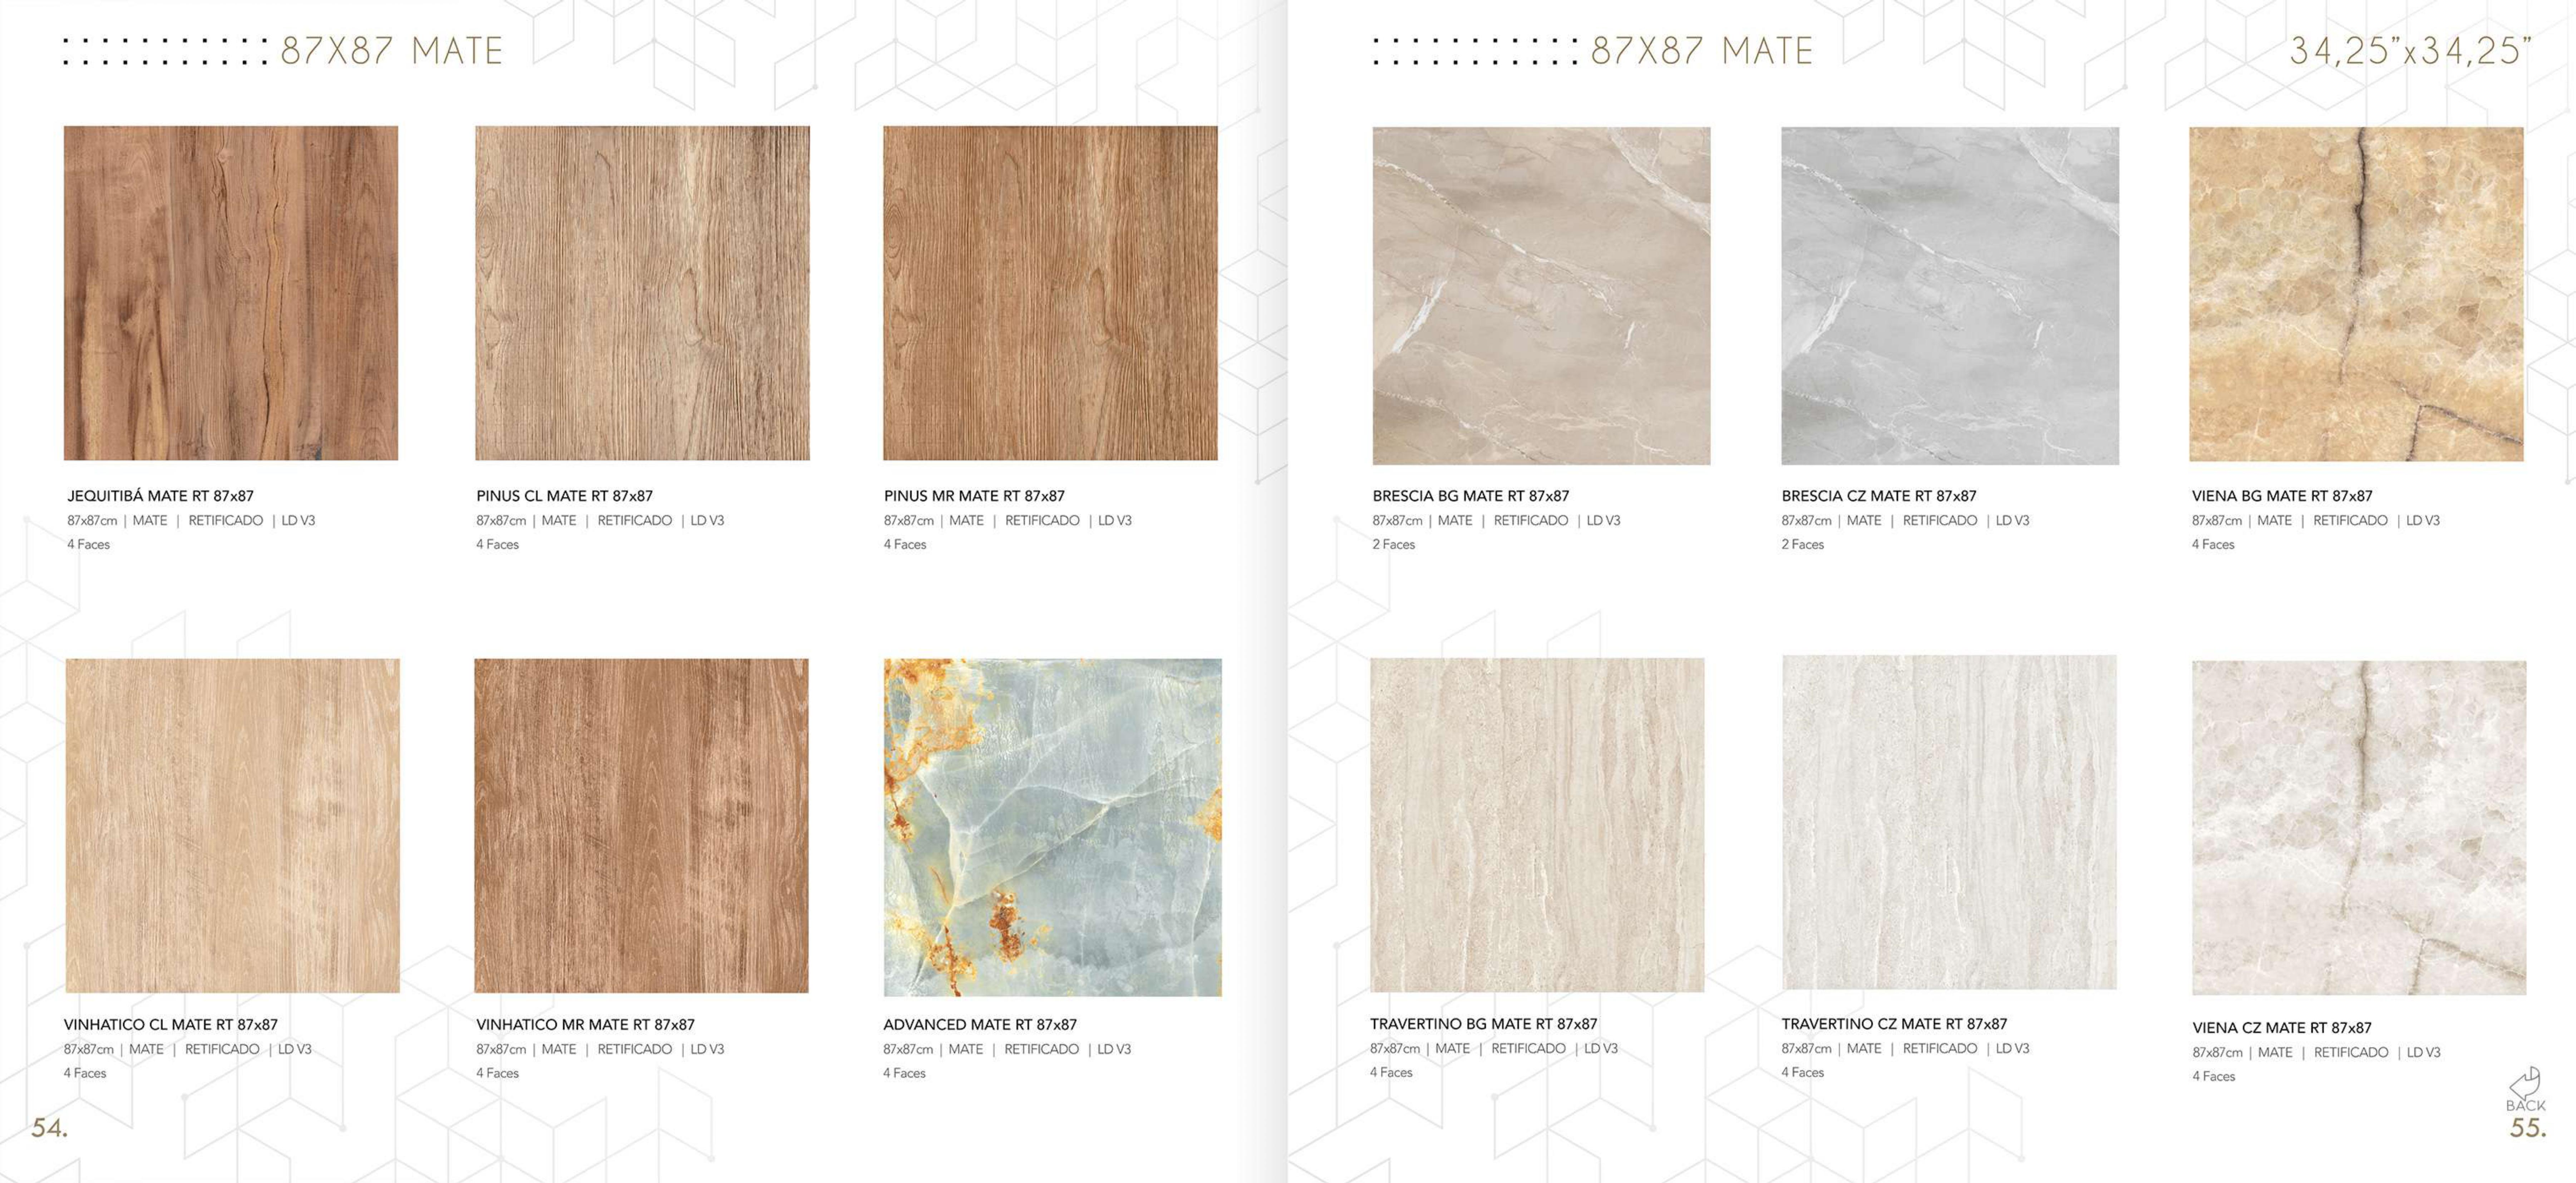 87X87 MATE
JEQUITIBÁ MATE RT 87x87
87x87cm | MATE | RETIFICADO | LD V3
4 Faces
PINUS CL MATE RT 87x87
87x87cm | MATE | RETIFICADO | LD V3
4 Faces
PINUS MR MATE RT 87x87
87x87cm | MATE | RETIFICADO | LD V3
4 Faces
VINHATICO CL MATE RT 87x87
87x87cm | MATE | RETIFICADO | LD V3
4 Faces
VINHATICO MR MATE RT 87x87
87x87cm | MATE | RETIFICADO | LD V3
4 Faces
ADVANCED MATE RT 87x87
87x87cm | MATE | RETIFICADO | LD V3
4 Faces
54.
87X87 MATE
34,25”x34,25”
BRESCIA BG MATE RT 87x87
87x87cm | MATE | RETIFICADO | LD V3
2 Faces
BRESCIA CZ MATE RT 87x87
87x87cm | MATE | RETIFICADO | LD V3
2 Faces
VIENA BG MATE RT 87x87
87x87cm | MATE | RETIFICADO | LD V3
4 Faces
TRAVERTINO BG MATE RT 87x87
87x87cm | MATE | RETIFICADO | LD V3
4 Faces
TRAVERTINO CZ MATE RT 87x87
87x87cm | MATE | RETIFICADO | LD V3
4 Faces
VIENA CZ MATE RT 87x87
87x87cm | MATE | RETIFICADO | LD V3
4 Faces
BACK
55.